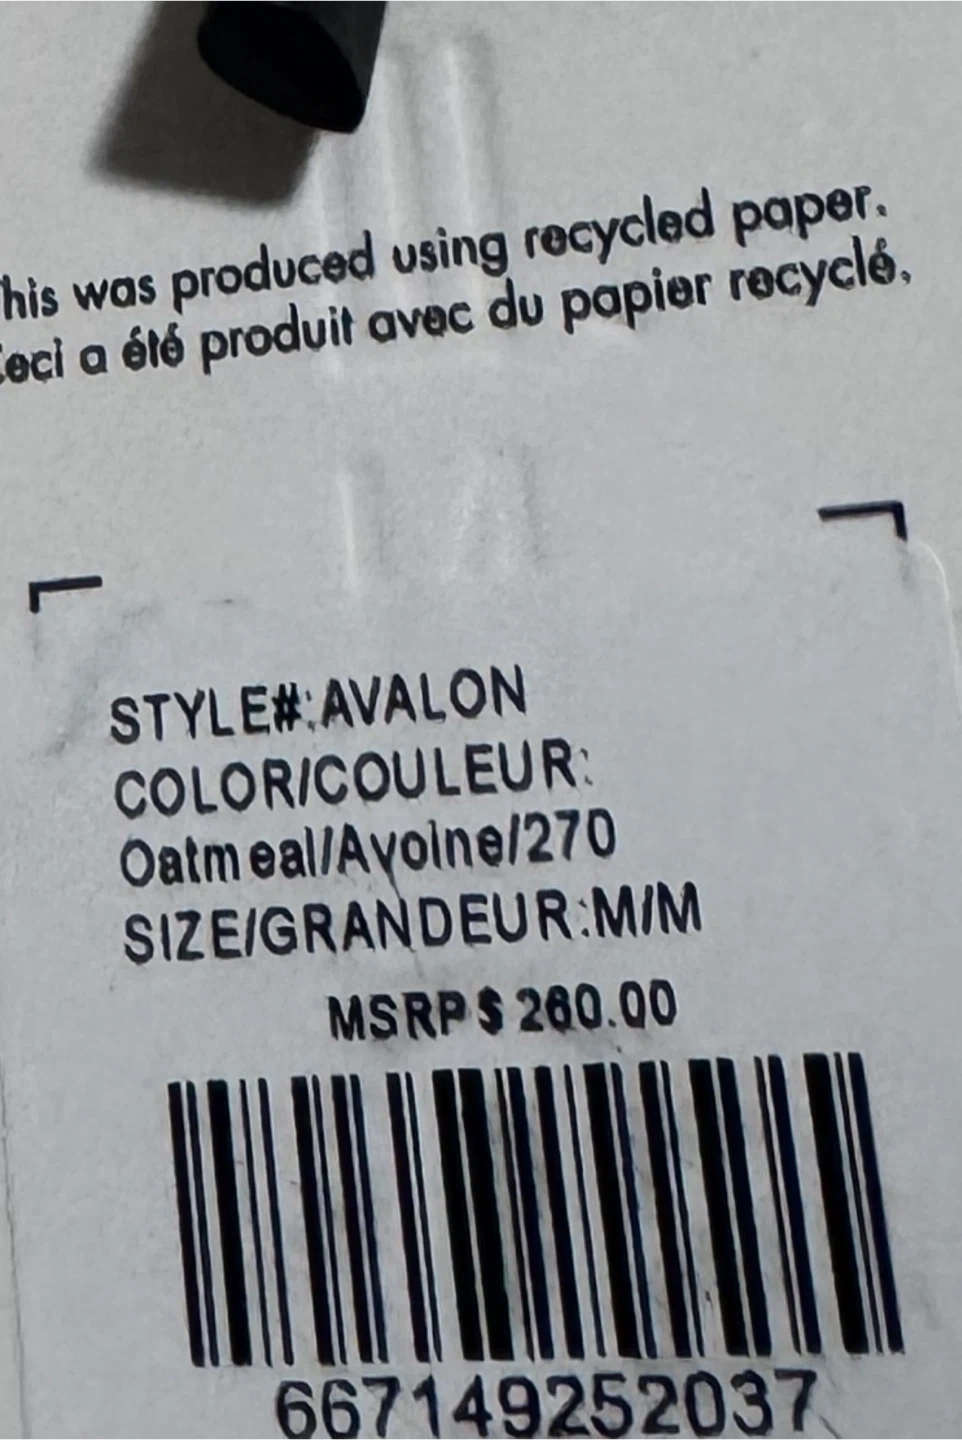 his was produced using recycled paper.
Ceci a été produit avec du papier recyclé.
STYLE#:AVALON
COLOR/COULEUR:
Oatmeal/Avoine/270
SIZE/GRANDEUR:M/M
MSRP$ 260.00
667149252037